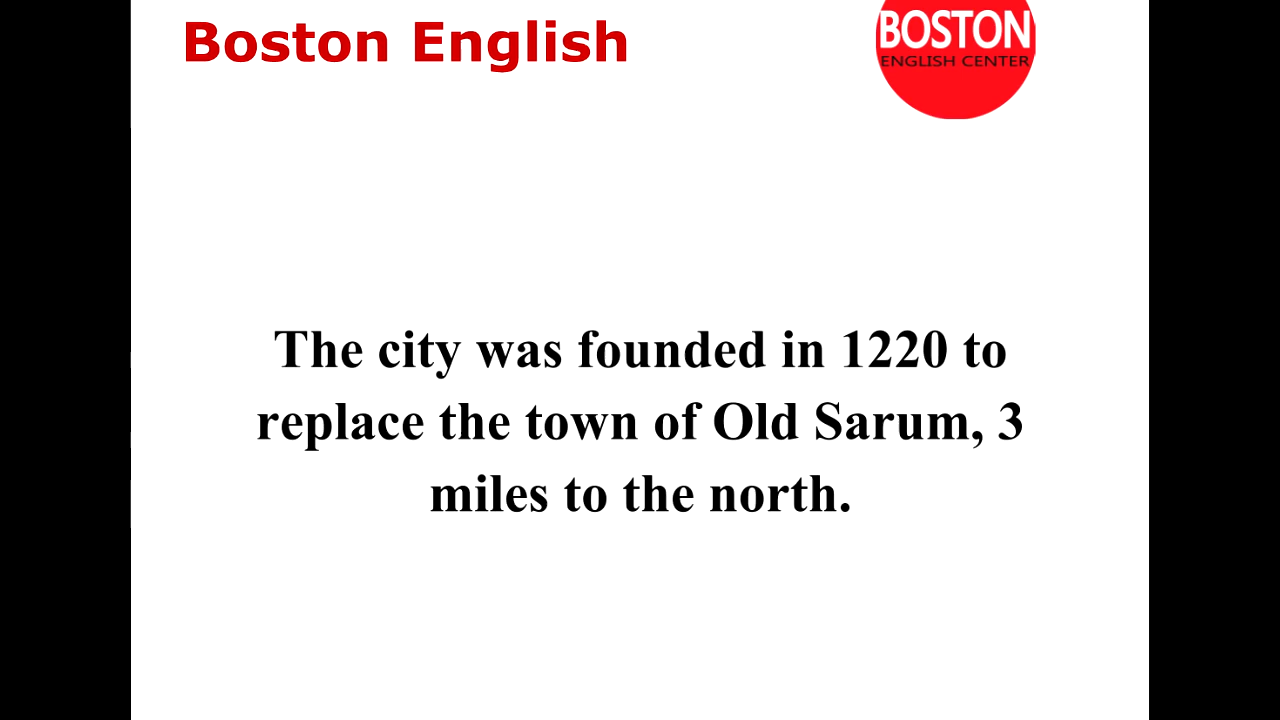 Boston English
BOSTON
ENGLISH CENTER
The city was founded in 1220 to
replace the town of Old Sarum, 3
miles to the north.